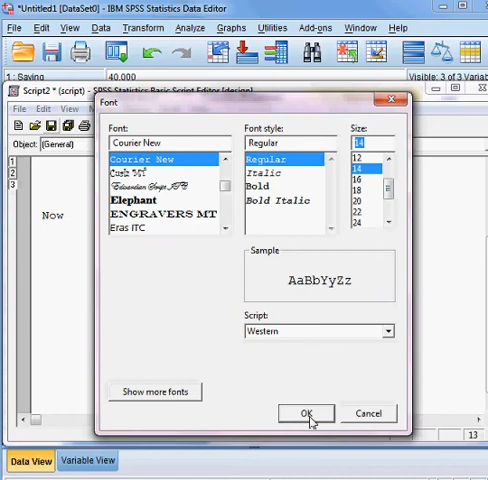 *Untitled1 [DataSet0] - IBM SPSS Statistics Data Editor
File Edit View Data Transform Analyze Graphs Utilities Add-ons Window Help
1 : Saving 40.000 Visible: 3 of 3 Varia
Script2 * (script) - SPSS Statistics Basic Script Editor [design]
File Edit View
Object: (General)
1
2
3
Now
Font
Font:
Courier New
Courier New
Curlz MT
Edwardian Script ITC
Elephant
ENGRAVERS MT
Eras ITC
Font style:
Regular
Regular
Italic
Bold
Bold Italic
Size:
14
12
14
16
18
20
22
24
Sample
AaBbYyZz
Script:
Western
Show more fonts
OK
Cancel
13
Data View Variable View